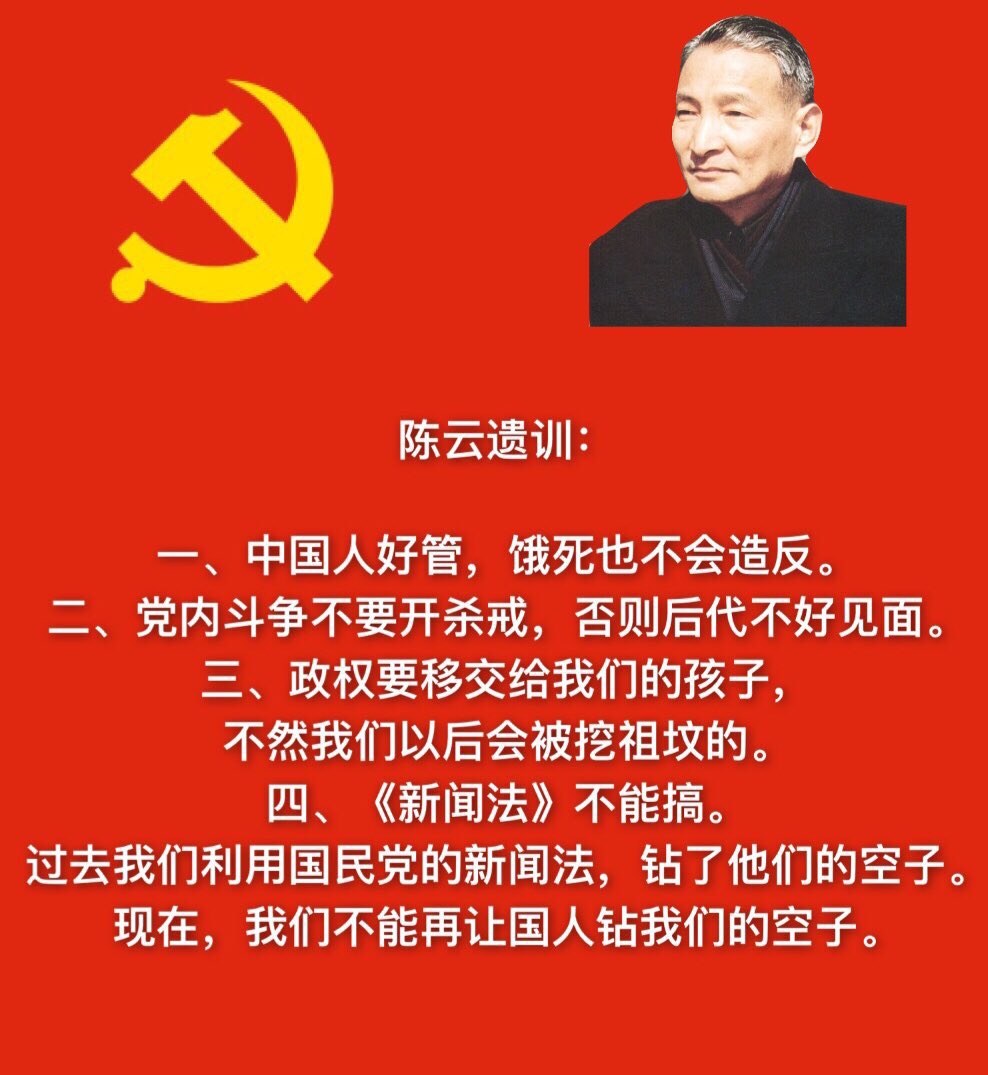 陈云遗训：
一、中国人好管，饿死也不会造反。
二、党内斗争不要开杀戒，否则后代不好见面。
三、政权要移交给我们的孩子，
不然我们以后会被挖祖坟的。
四、《新闻法》不能搞。
过去我们利用国民党的新闻法，钻了他们的空子。
现在，我们不能再让国人钻我们的空子。